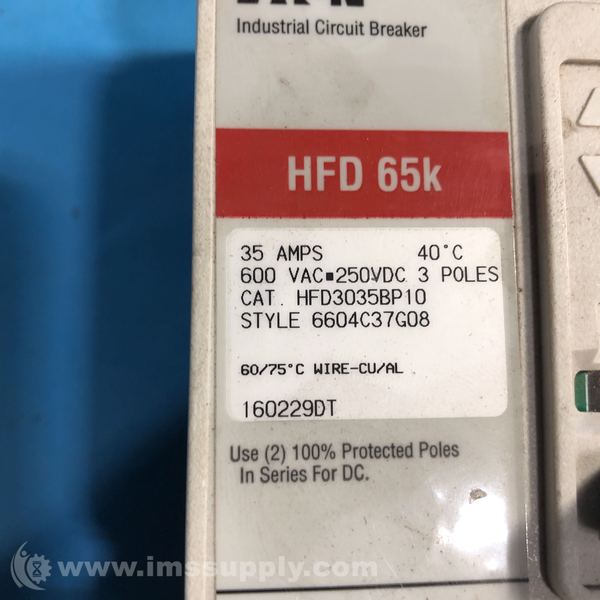 Industrial Circuit Breaker
HFD 65k
35 AMPS 40°C
600 VAC▪250VDC 3 POLES
CAT. HFD3035BP10
STYLE 6604C37G08
60/75°C WIRE-CU/AL
160229DT
Use (2) 100% Protected Poles
In Series For DC.
www.imssupply.com